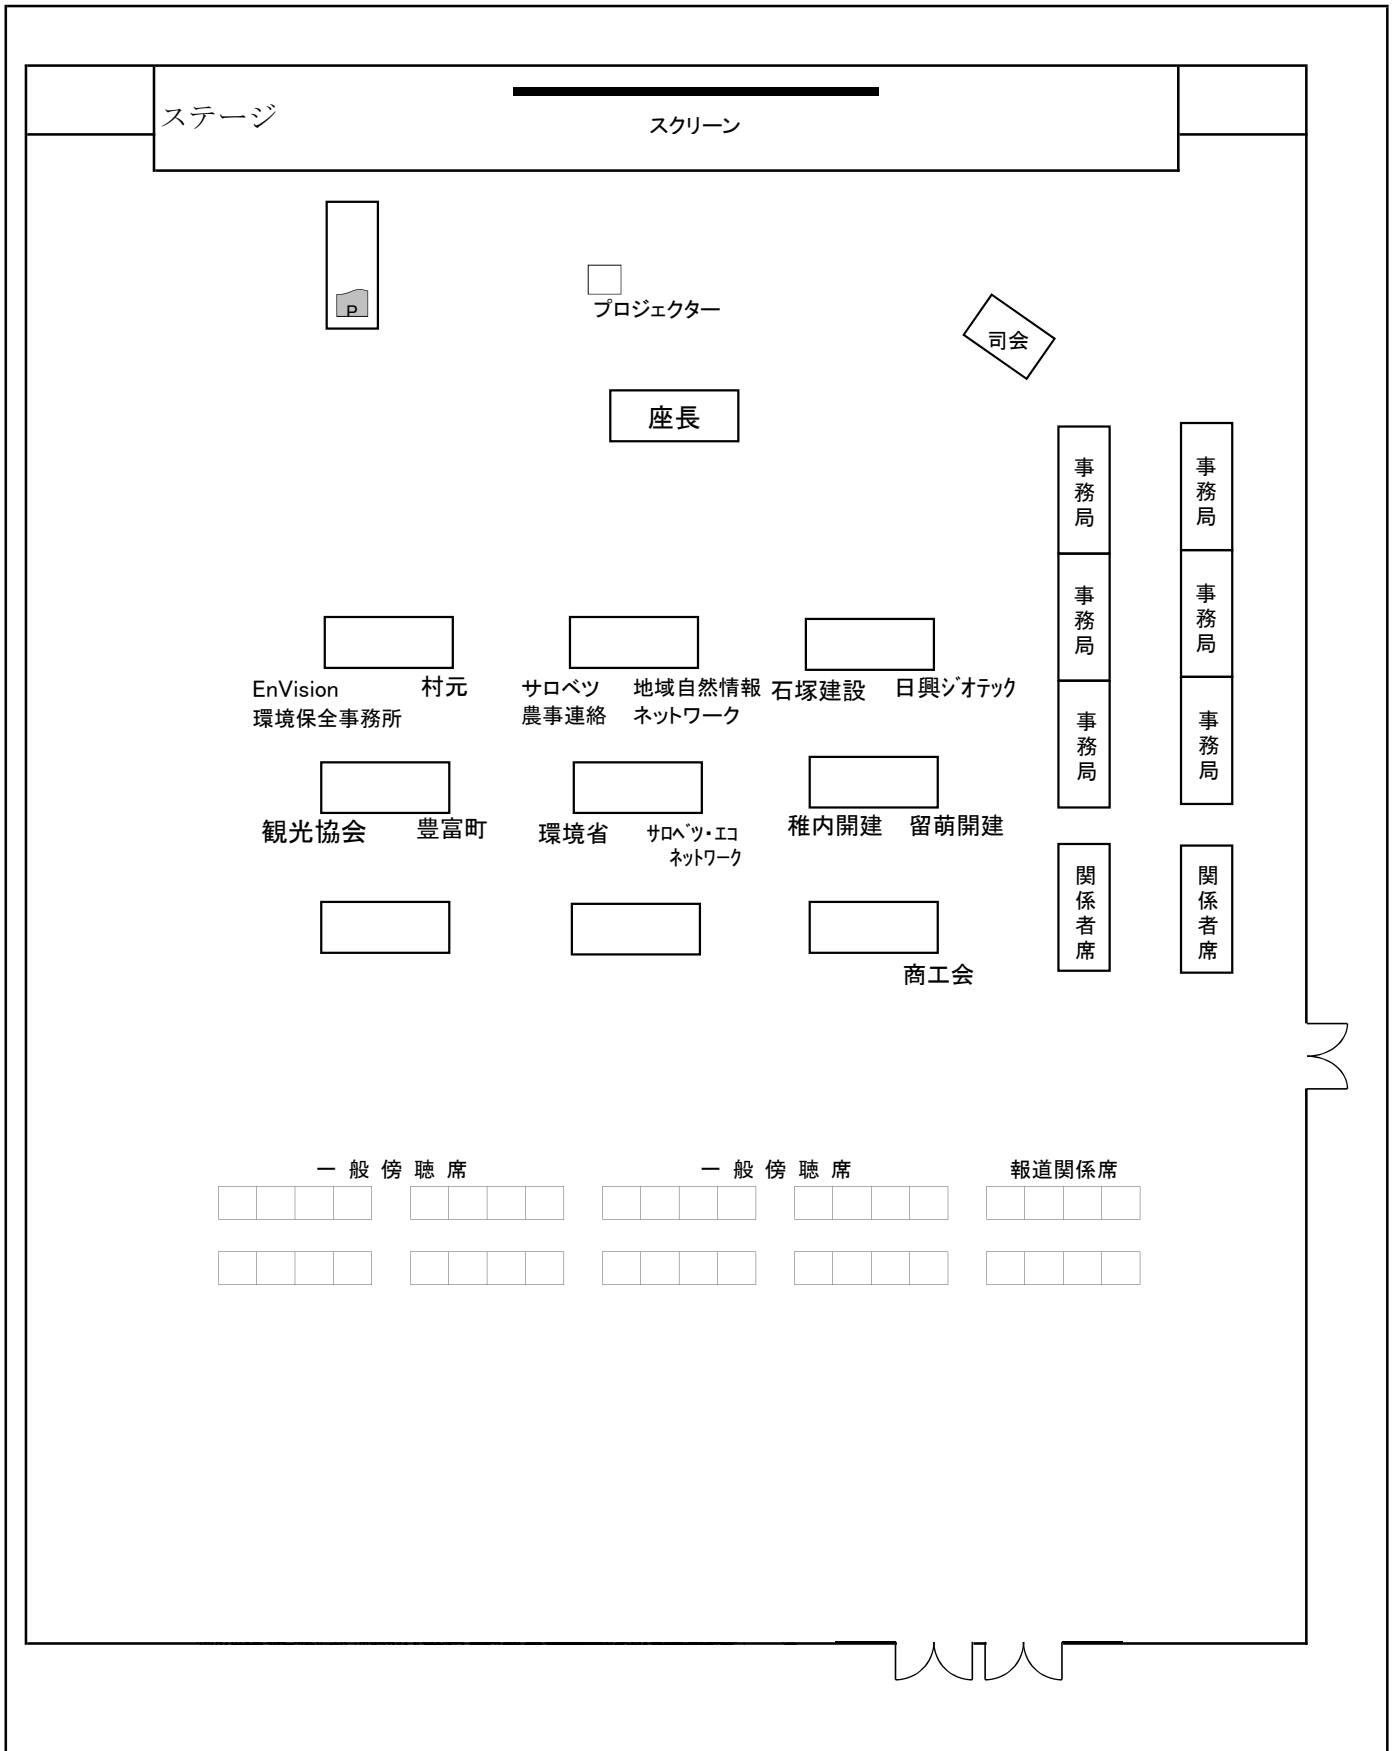 ステージ
スクリーン
P
プロジェクター
司会
座長
事務局
事務局
事務局
事務局
事務局
事務局
EnVision
環境保全事務所
村元
サロベツ
農事連絡
地域自然情報
ネットワーク
石塚建設
日興ｼﾞｵテック
観光協会
豊富町
環境省
ｻﾛﾍﾞﾂ・ｴｺ
ﾈｯﾄﾜｰｸ
稚内開建
留萌開建
関係者席
関係者席
商工会
一般傍聴席
一般傍聴席
報道関係席